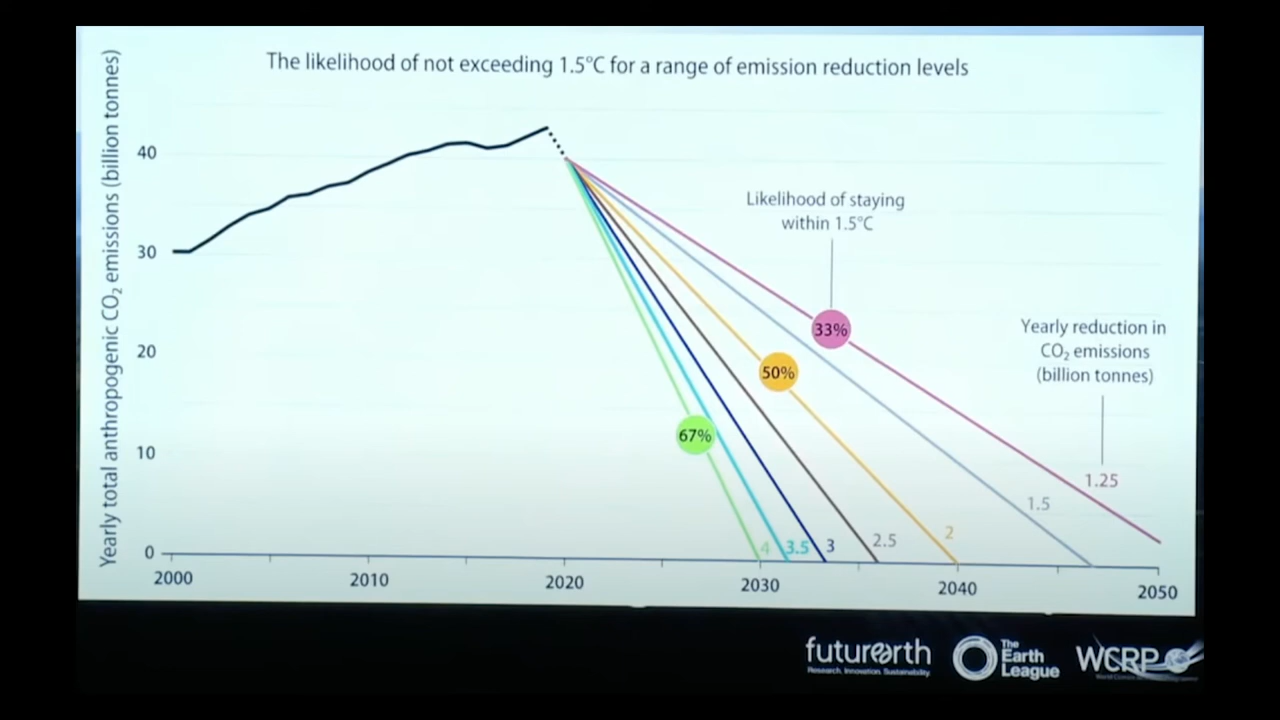 The likelihood of not exceeding 1.5°C for a range of emission reduction levels
Yearly total anthropogenic CO₂ emissions (billion tonnes)
40
30
20
10
0
2000
2010
2020
2030
2040
2050
Likelihood of staying
within 1.5°C
33%
50%
67%
Yearly reduction in
CO₂ emissions
(billion tonnes)
1.25
1.5
2
2.5
3
3.5
4
futurearth
Research. Innovation. Sustainability.
The
Earth
League
WCRP